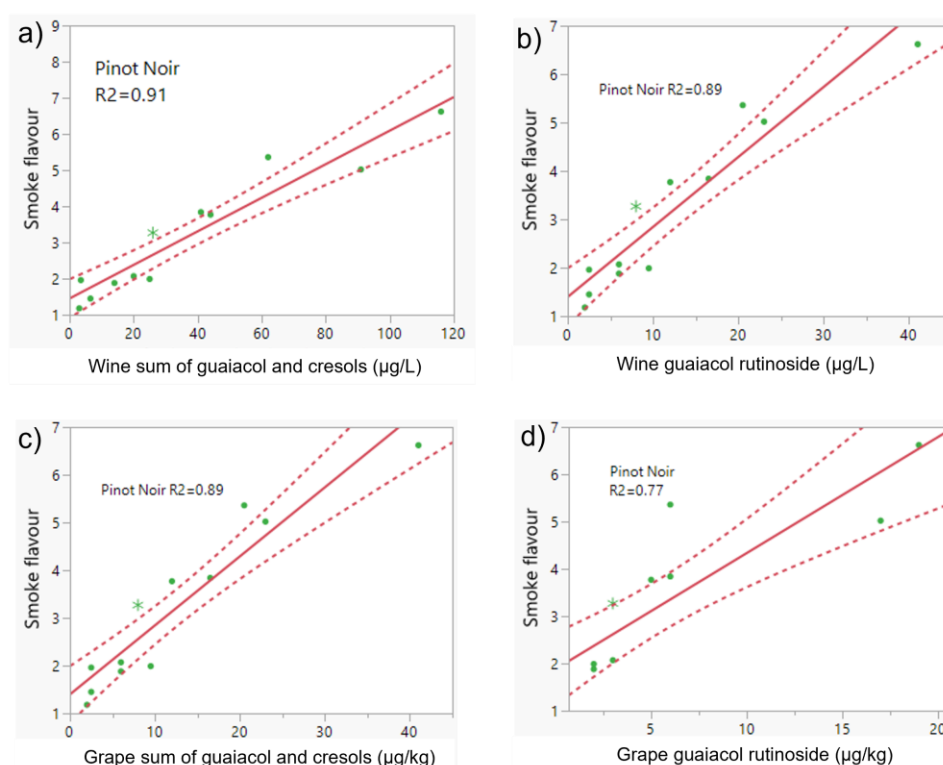 a)
Pinot Noir
R2=0.91
Smoke flavour
9
8
7
6
5
4
3
2
1
0 20 40 60 80 100 120
Wine sum of guaiacol and cresols (µg/L)
b)
Pinot Noir R2=0.89
Smoke flavour
7
6
5
4
3
2
1
0 10 20 30 40
Wine guaiacol rutinoside (µg/L)
c)
Pinot Noir R2=0.89
Smoke flavour
7
6
5
4
3
2
1
0 10 20 30 40
Grape sum of guaiacol and cresols (µg/kg)
d)
Pinot Noir
R2=0.77
Smoke flavour
7
6
5
4
3
2
1
5 10 15 20
Grape guaiacol rutinoside (µg/kg)